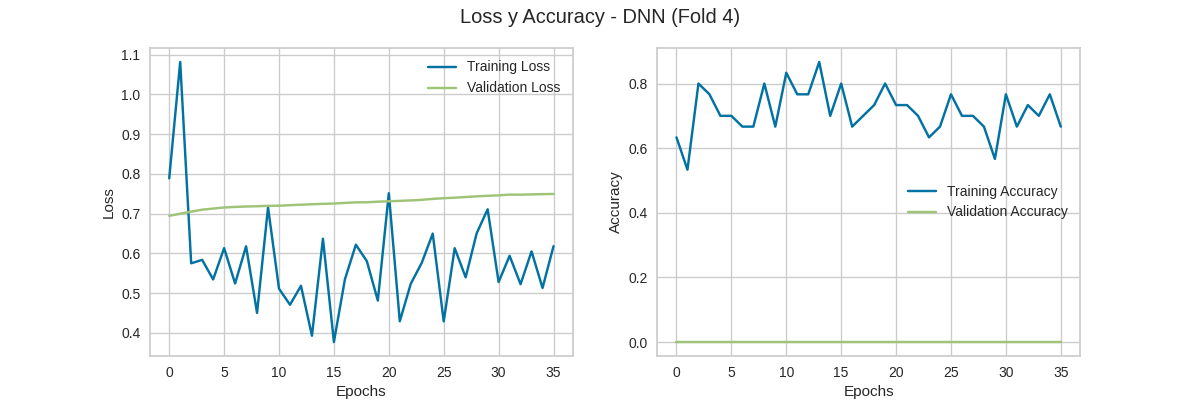 Loss y Accuracy - DNN (Fold 4)
1.1
1.0
0.9
0.8
0.7
0.6
0.5
0.4
Loss
Training Loss
Validation Loss
0 5 10 15 20 25 30 35
Epochs
0.8
0.6
0.4
0.2
0.0
Accuracy
Training Accuracy
Validation Accuracy
0 5 10 15 20 25 30 35
Epochs